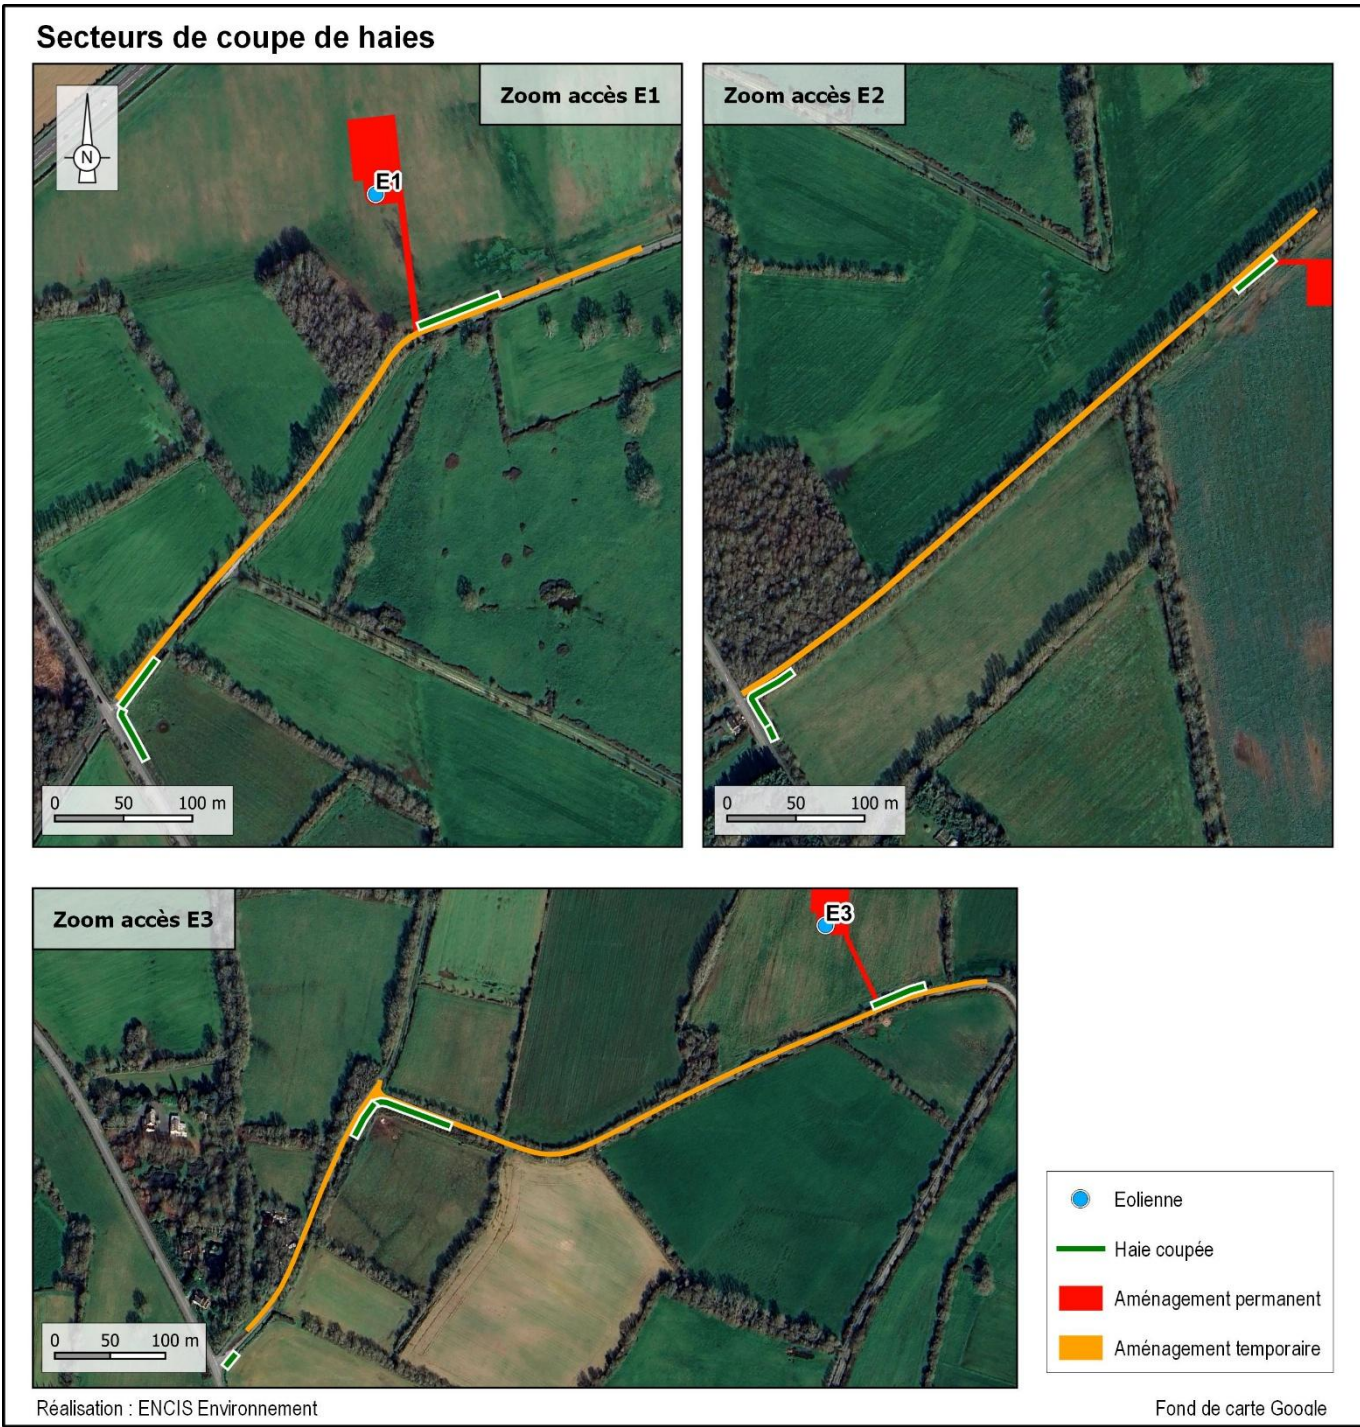 Secteurs de coupe de haies
Zoom accès E1
N
E1
0 50 100 m
Zoom accès E2
0 50 100 m
Zoom accès E3
E3
0 50 100 m
Eolienne
Haie coupée
Aménagement permanent
Aménagement temporaire
Réalisation : ENCIS Environnement
Fond de carte Google